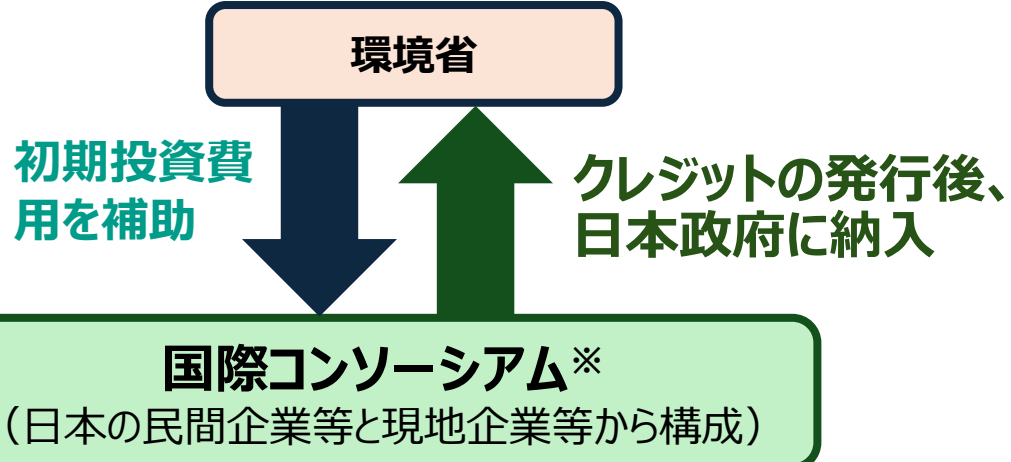 環境省
初期投資費
用を補助
クレジットの発行後、
日本政府に納入
国際コンソーシアム※
（日本の民間企業等と現地企業等から構成）